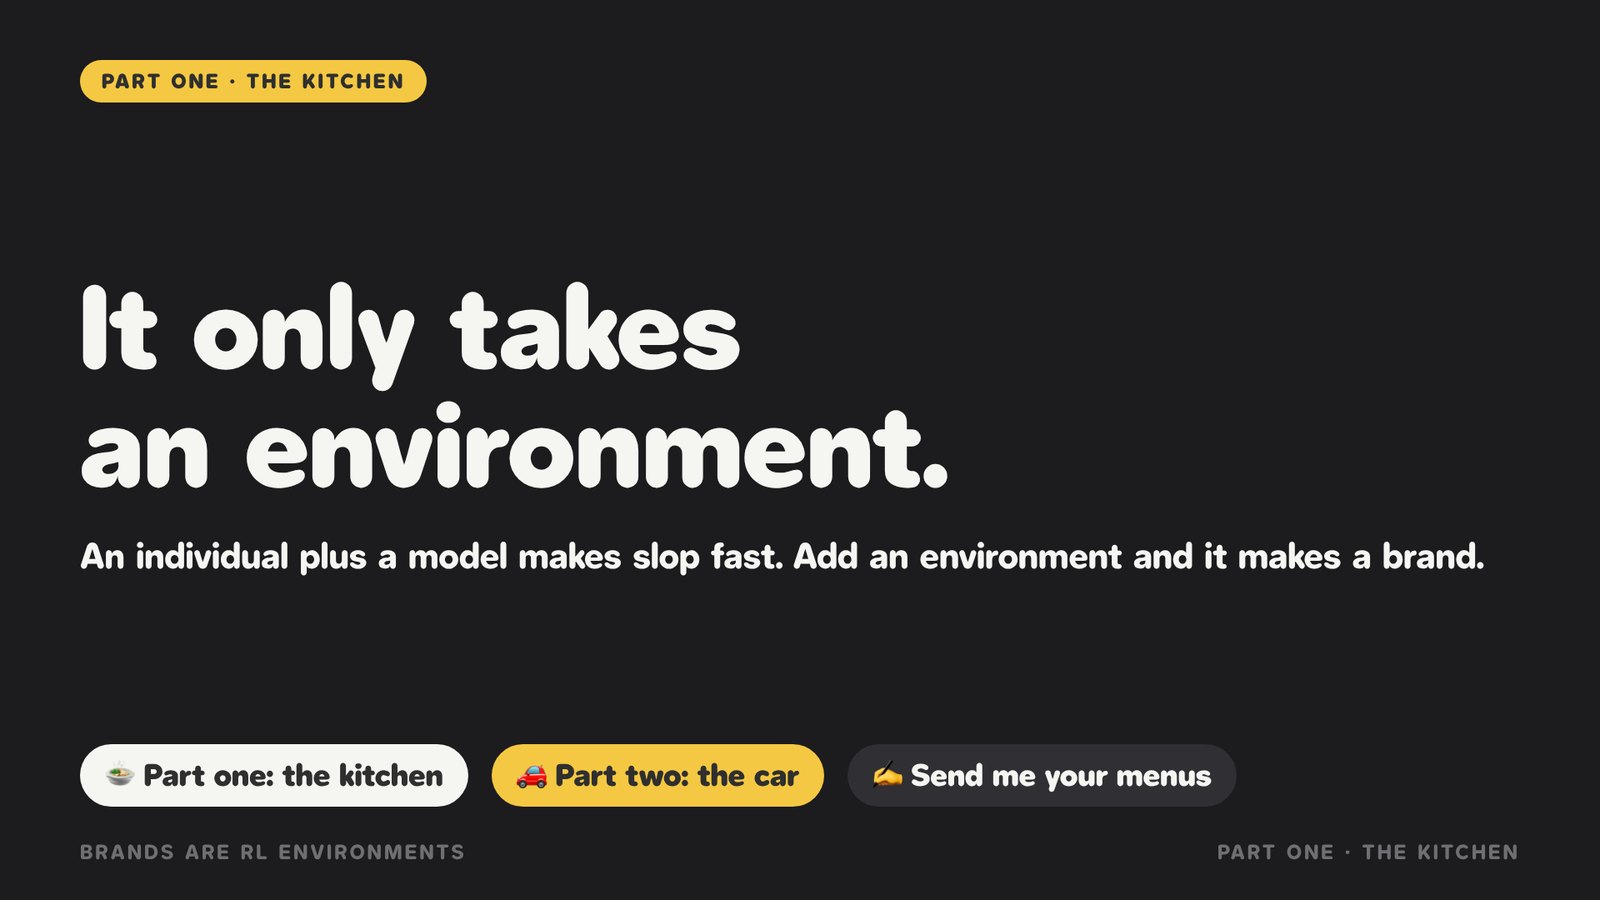 PART ONE · THE KITCHEN
It only takes
an environment.
An individual plus a model makes slop fast. Add an environment and it makes a brand.
🍲 Part one: the kitchen
🚗 Part two: the car
✍️ Send me your menus
BRANDS ARE RL ENVIRONMENTS
PART ONE · THE KITCHEN